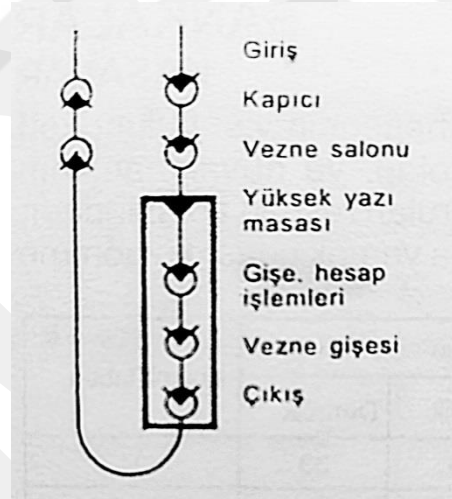 Giriş
Kapıcı
Vezne salonu
Yüksek yazı
masası
Gişe. hesap
işlemleri
Vezne gişesi
Çıkış